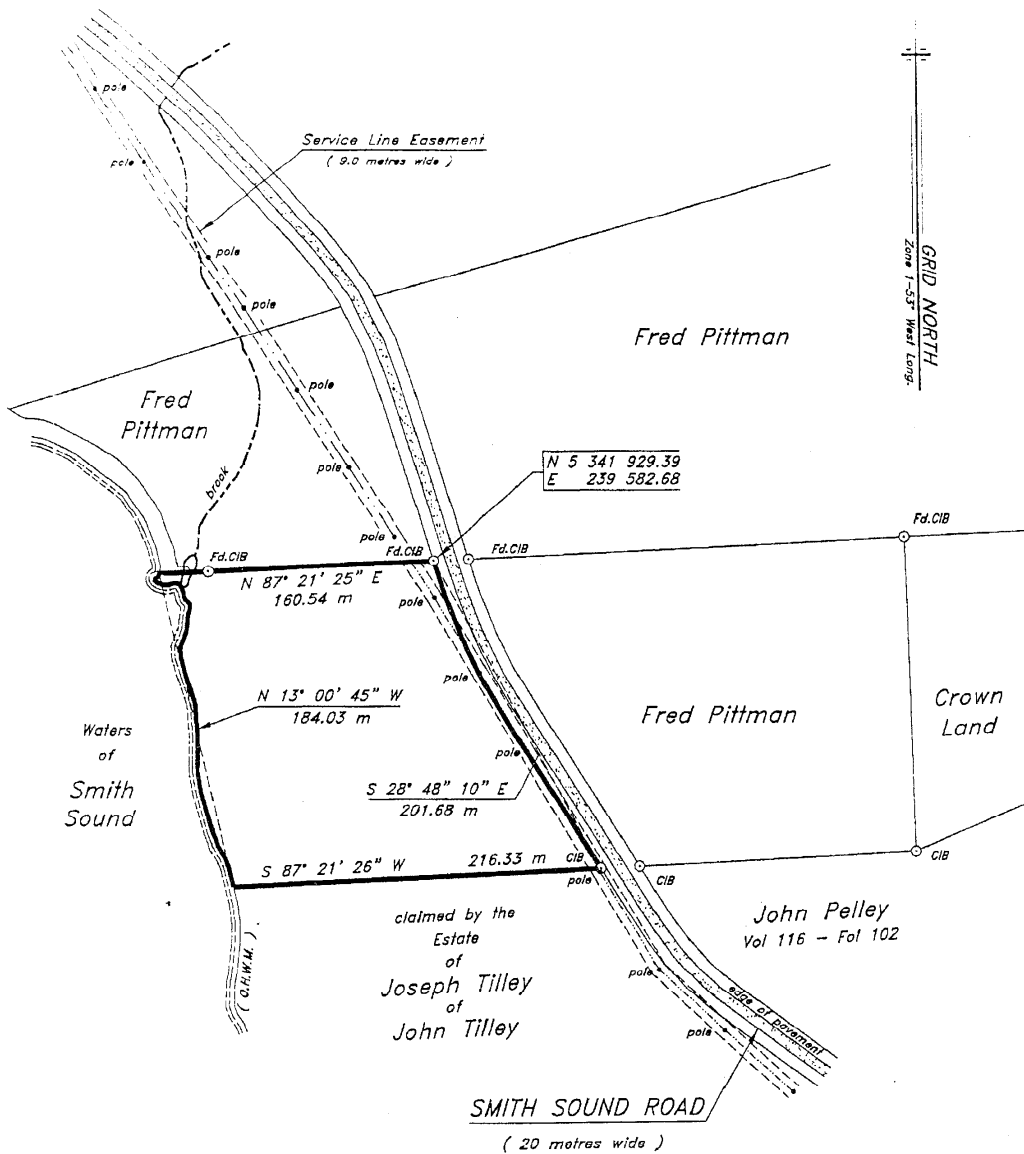 pole
pole
Service Line Easement
( 9.0 metres wide )
pole
pole
GRID NORTH
Zone 1-53° West Long.
Fred Pittman
pole
Fred
Pittman
pole
brook
N 5 341 929.39
E 239 582.68
pole
Fd.CIB
Fd.CIB
Fd.CIB
Fd.CIB
N 87° 21' 25" E
160.54 m
pole
pole
N 13° 00' 45" W
184.03 m
Fred Pittman
Crown
Land
Waters
of
Smith
Sound
pole
S 28° 48" 10" E
201.68 m
S 87° 21' 26" W 216.33 m
CIB
pole
CIB
CIB
claimed by the
Estate
of
Joseph Tilley
of
John Tilley
John Pelley
Vol 116 - Fol 102
( O.H.W.M. )
pole
edge of pavement
pole
SMITH SOUND ROAD
( 20 metres wide )